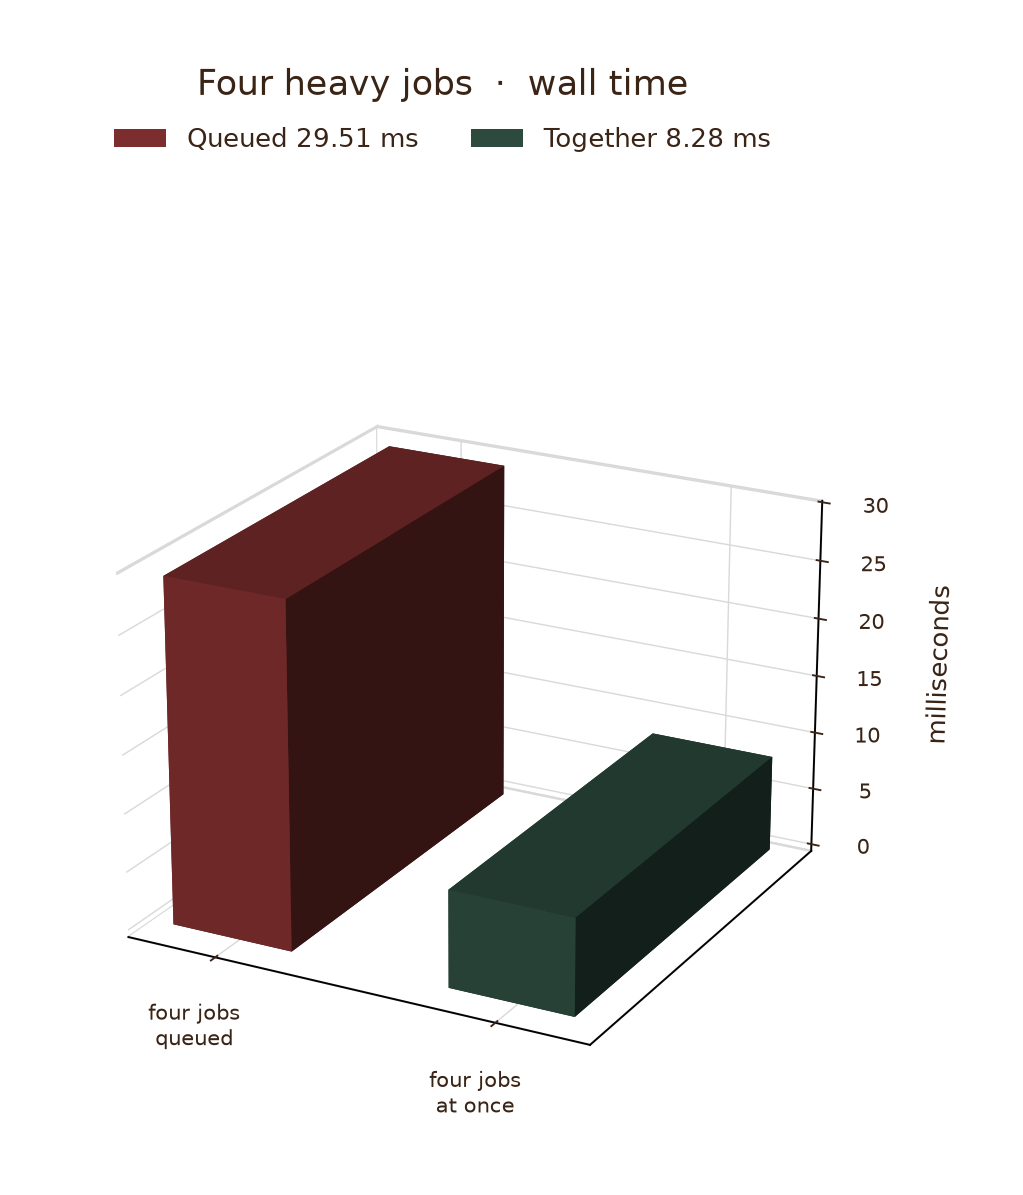 Four heavy jobs · wall time
Queued 29.51 ms
Together 8.28 ms
30
25
20
15
10
5
0
milliseconds
four jobs
queued
four jobs
at once